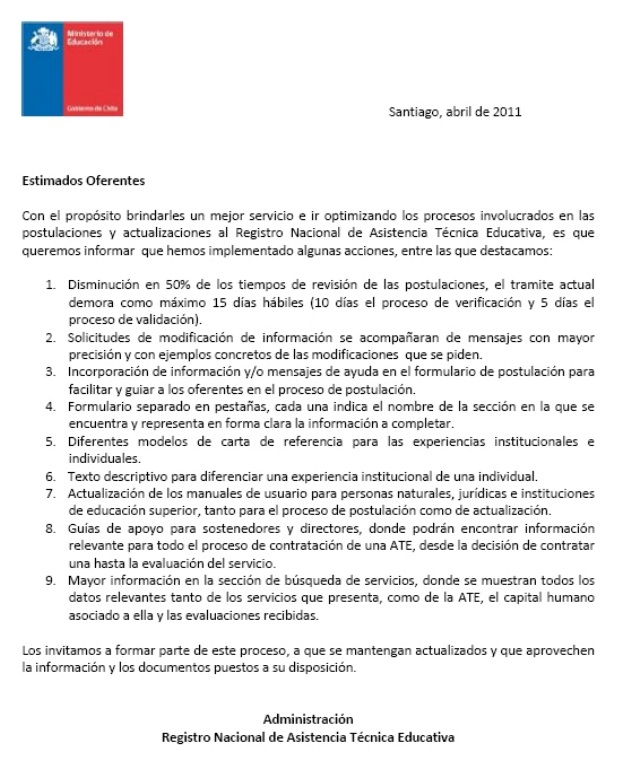 Ministerio de
Educación
Gobierno de Chile
Santiago, abril de 2011
Estimados Oferentes
Con el propósito brindarles un mejor servicio e ir optimizando los procesos involucrados en las
postulaciones y actualizaciones al Registro Nacional de Asistencia Técnica Educativa, es que
queremos informar que hemos implementado algunas acciones, entre las que destacamos:
1. Disminución en 50% de los tiempos de revisión de las postulaciones, el tramite actual
demora como máximo 15 días hábiles (10 días el proceso de verificación y 5 días el
proceso de validación).
2. Solicitudes de modificación de información se acompañaran de mensajes con mayor
precisión y con ejemplos concretos de las modificaciones que se piden.
3. Incorporación de información y/o mensajes de ayuda en el formulario de postulación para
facilitar y guiar a los oferentes en el proceso de postulación.
4. Formulario separado en pestañas, cada una indica el nombre de la sección en la que se
encuentra y representa en forma clara la información a completar.
5. Diferentes modelos de carta de referencia para las experiencias institucionales e
individuales.
6. Texto descriptivo para diferenciar una experiencia institucional de una individual.
7. Actualización de los manuales de usuario para personas naturales, jurídicas e instituciones
de educación superior, tanto para el proceso de postulación como de actualización.
8. Guías de apoyo para sostenedores y directores, donde podrán encontrar información
relevante para todo el proceso de contratación de una ATE, desde la decisión de contratar
una hasta la evaluación del servicio.
9. Mayor información en la sección de búsqueda de servicios, donde se muestran todos los
datos relevantes tanto de los servicios que presenta, como de la ATE, el capital humano
asociado a ella y las evaluaciones recibidas.
Los invitamos a formar parte de este proceso, a que se mantengan actualizados y que aprovechen
la información y los documentos puestos a su disposición.
Administración
Registro Nacional de Asistencia Técnica Educativa